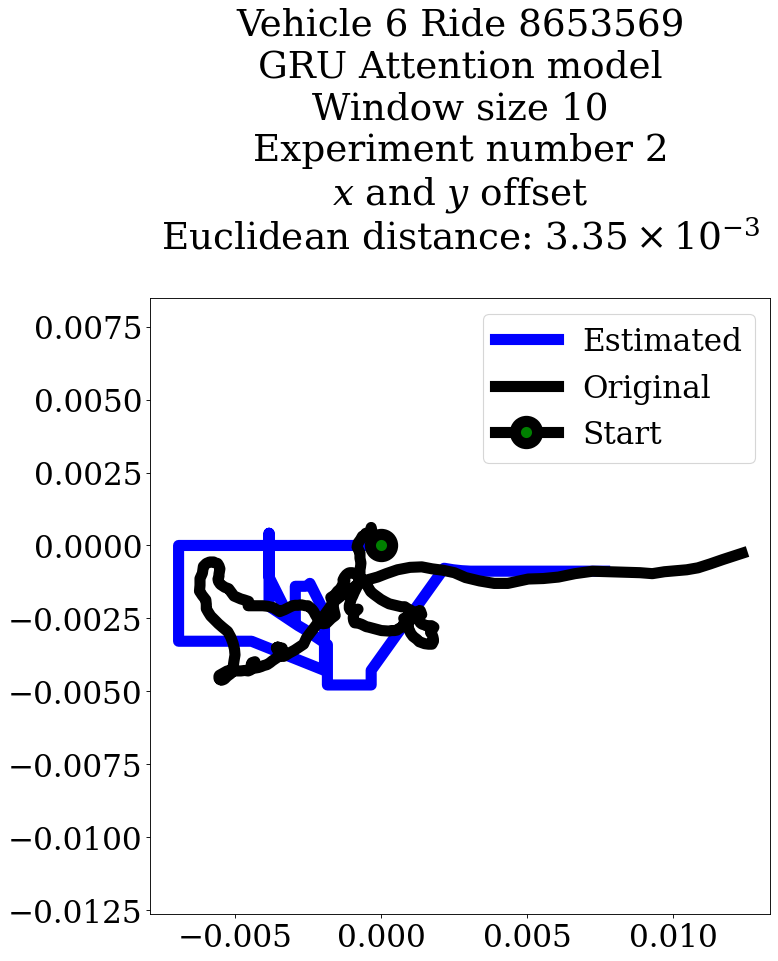 Vehicle 6 Ride 8653569
GRU Attention model
Window size 10
Experiment number 2
x and y offset
Euclidean distance: 3.35 × 10⁻³
Estimated
Original
Start
0.0075
0.0050
0.0025
0.0000
−0.0025
−0.0050
−0.0075
−0.0100
−0.0125
−0.005 0.000 0.005 0.010